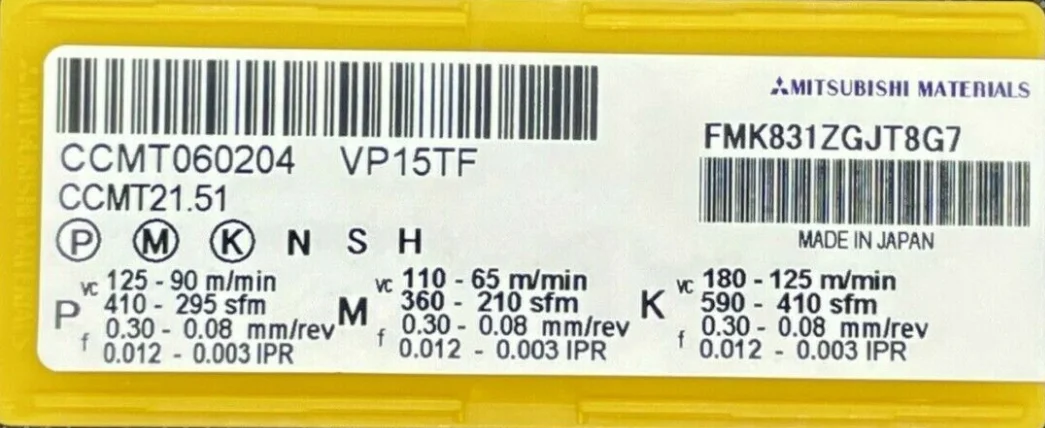 MITSUBISHI MATERIALS
CCMT060204 VP15TF
CCMT21.51
FMK831ZGJT8G7
MADE IN JAPAN
P M K N S H
P vc 125 - 90 m/min
410 - 295 sfm
f 0.30 - 0.08 mm/rev
0.012 - 0.003 IPR
M vc 110 - 65 m/min
360 - 210 sfm
f 0.30 - 0.08 mm/rev
0.012 - 0.003 IPR
K vc 180 - 125 m/min
590 - 410 sfm
f 0.30 - 0.08 mm/rev
0.012 - 0.003 IPR